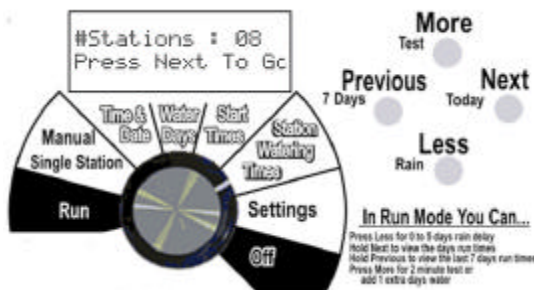 #Stations : 08
Press Next To Gc
More
Test
Previous
7 Days
Next
Today
Less
Rain
Time &
Date
Water
Days
Start
Times
Station
Watering
Times
Manual
Single Station
Run
Settings
Off
In Run Mode You Can...
Press Less for 0 to 9 days rain delay
Hold Next to view the days run times
Hold Previous to view the last 7 days run times
Press More for 2 minute test or
add 1 extra days water